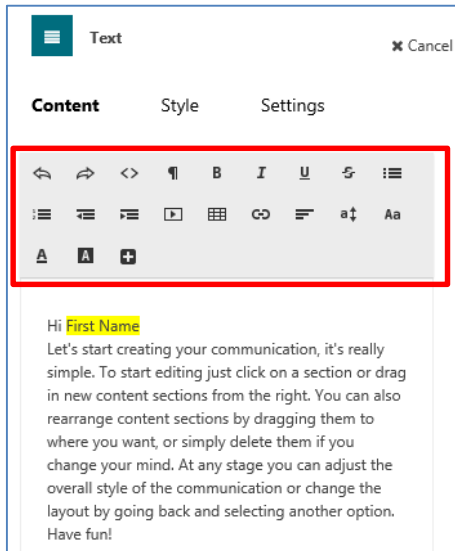 Text
✖ Cancel
Content Style Settings
¶ B I U S
a‡ Aa
A A
Hi First Name
Let's start creating your communication, it's really
simple. To start editing just click on a section or drag
in new content sections from the right. You can also
rearrange content sections by dragging them to
where you want, or simply delete them if you
change your mind. At any stage you can adjust the
overall style of the communication or change the
layout by going back and selecting another option.
Have fun!